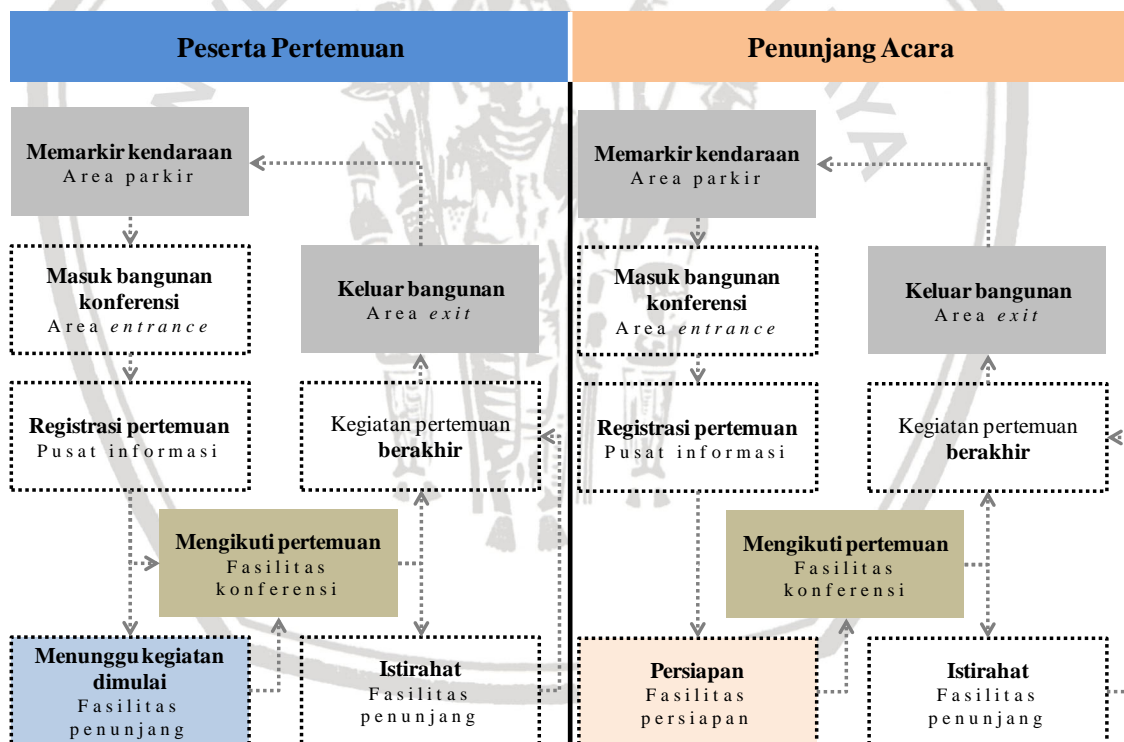 Peserta Pertemuan
Memarkir kendaraan
Area parkir
Masuk bangunan
konferensi
Area entrance
Keluar bangunan
Area exit
Registrasi pertemuan
Pusat informasi
Kegiatan pertemuan
berakhir
Mengikuti pertemuan
Fasilitas
konferensi
Menunggu kegiatan
dimulai
Fasilitas
penunjang
Istirahat
Fasilitas
penunjang
Penunjang Acara
Memarkir kendaraan
Area parkir
Masuk bangunan
konferensi
Area entrance
Keluar bangunan
Area exit
Registrasi pertemuan
Pusat informasi
Kegiatan pertemuan
berakhir
Mengikuti pertemuan
Fasilitas
konferensi
Persiapan
Fasilitas
persiapan
Istirahat
Fasilitas
penunjang